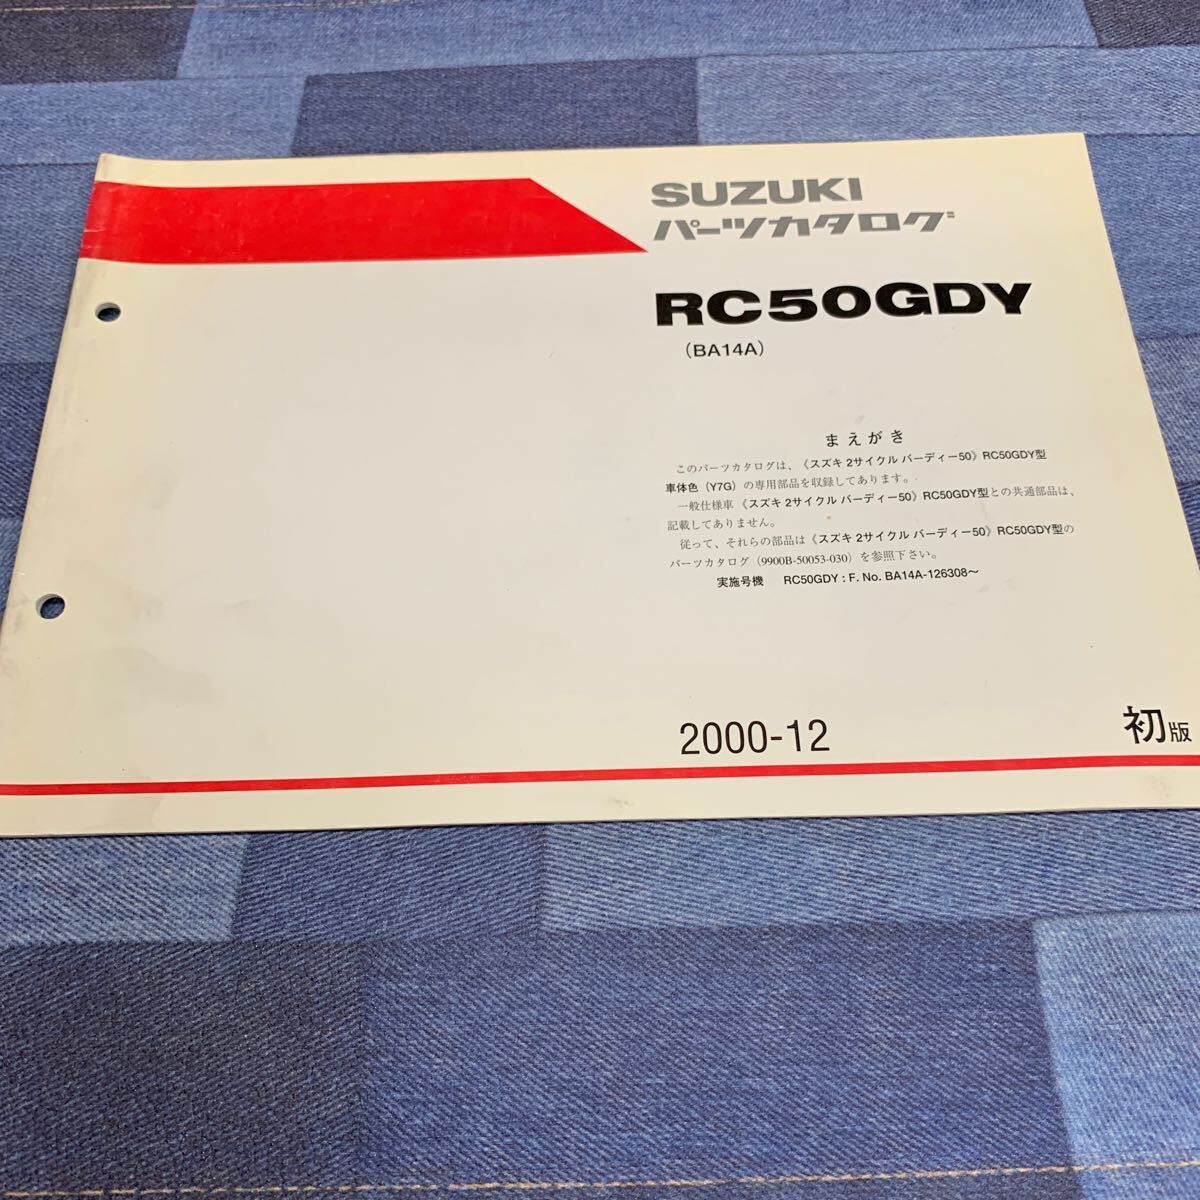 SUZUKI
パーツカタログ
RC50GDY
（BA14A）
まえがき
このパーツカタログは、《スズキ 2サイクル バーディー50》RC50GDY型
車体色（Y7G）の専用部品を収録してあります。
一般仕様車《スズキ 2サイクル バーディー50》RC50GDY型との共通部品は、
記載してありません。
従って、それらの部品は《スズキ 2サイクル バーディー50》RC50GDY型の
パーツカタログ（9900B-50053-030）を参照下さい。
実施号機 RC50GDY : F. No. BA14A-126308～
2000-12
初版